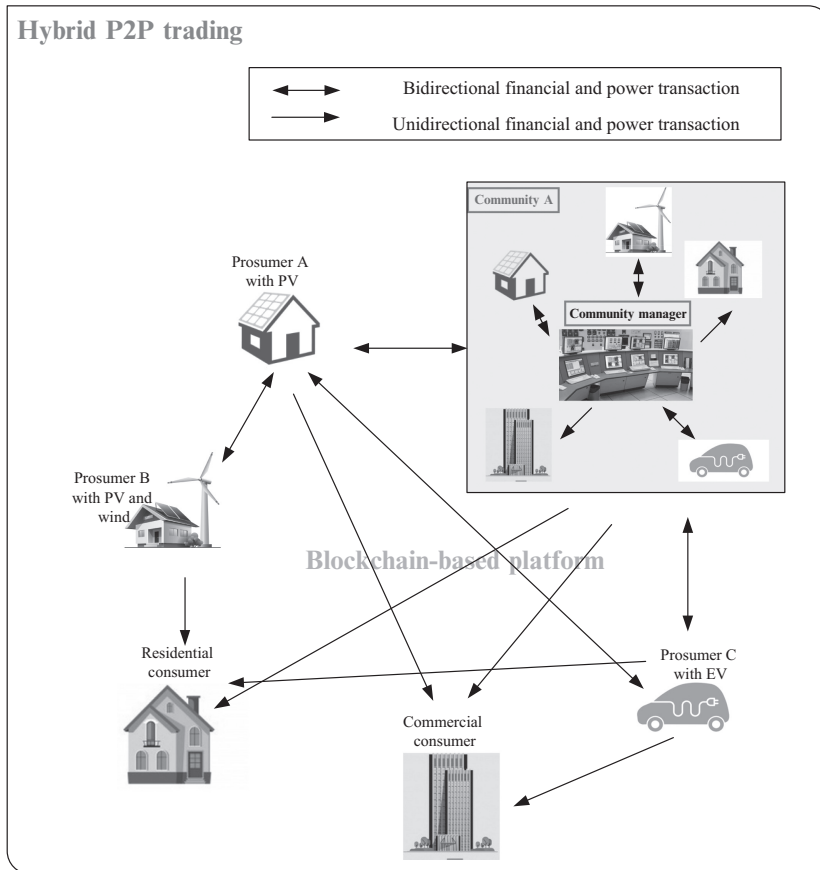 Hybrid P2P trading
Bidirectional financial and power transaction
Unidirectional financial and power transaction
Community A
Community manager
Prosumer A
with PV
Prosumer B
with PV and
wind
Blockchain-based platform
Residential
consumer
Prosumer C
with EV
Commercial
consumer